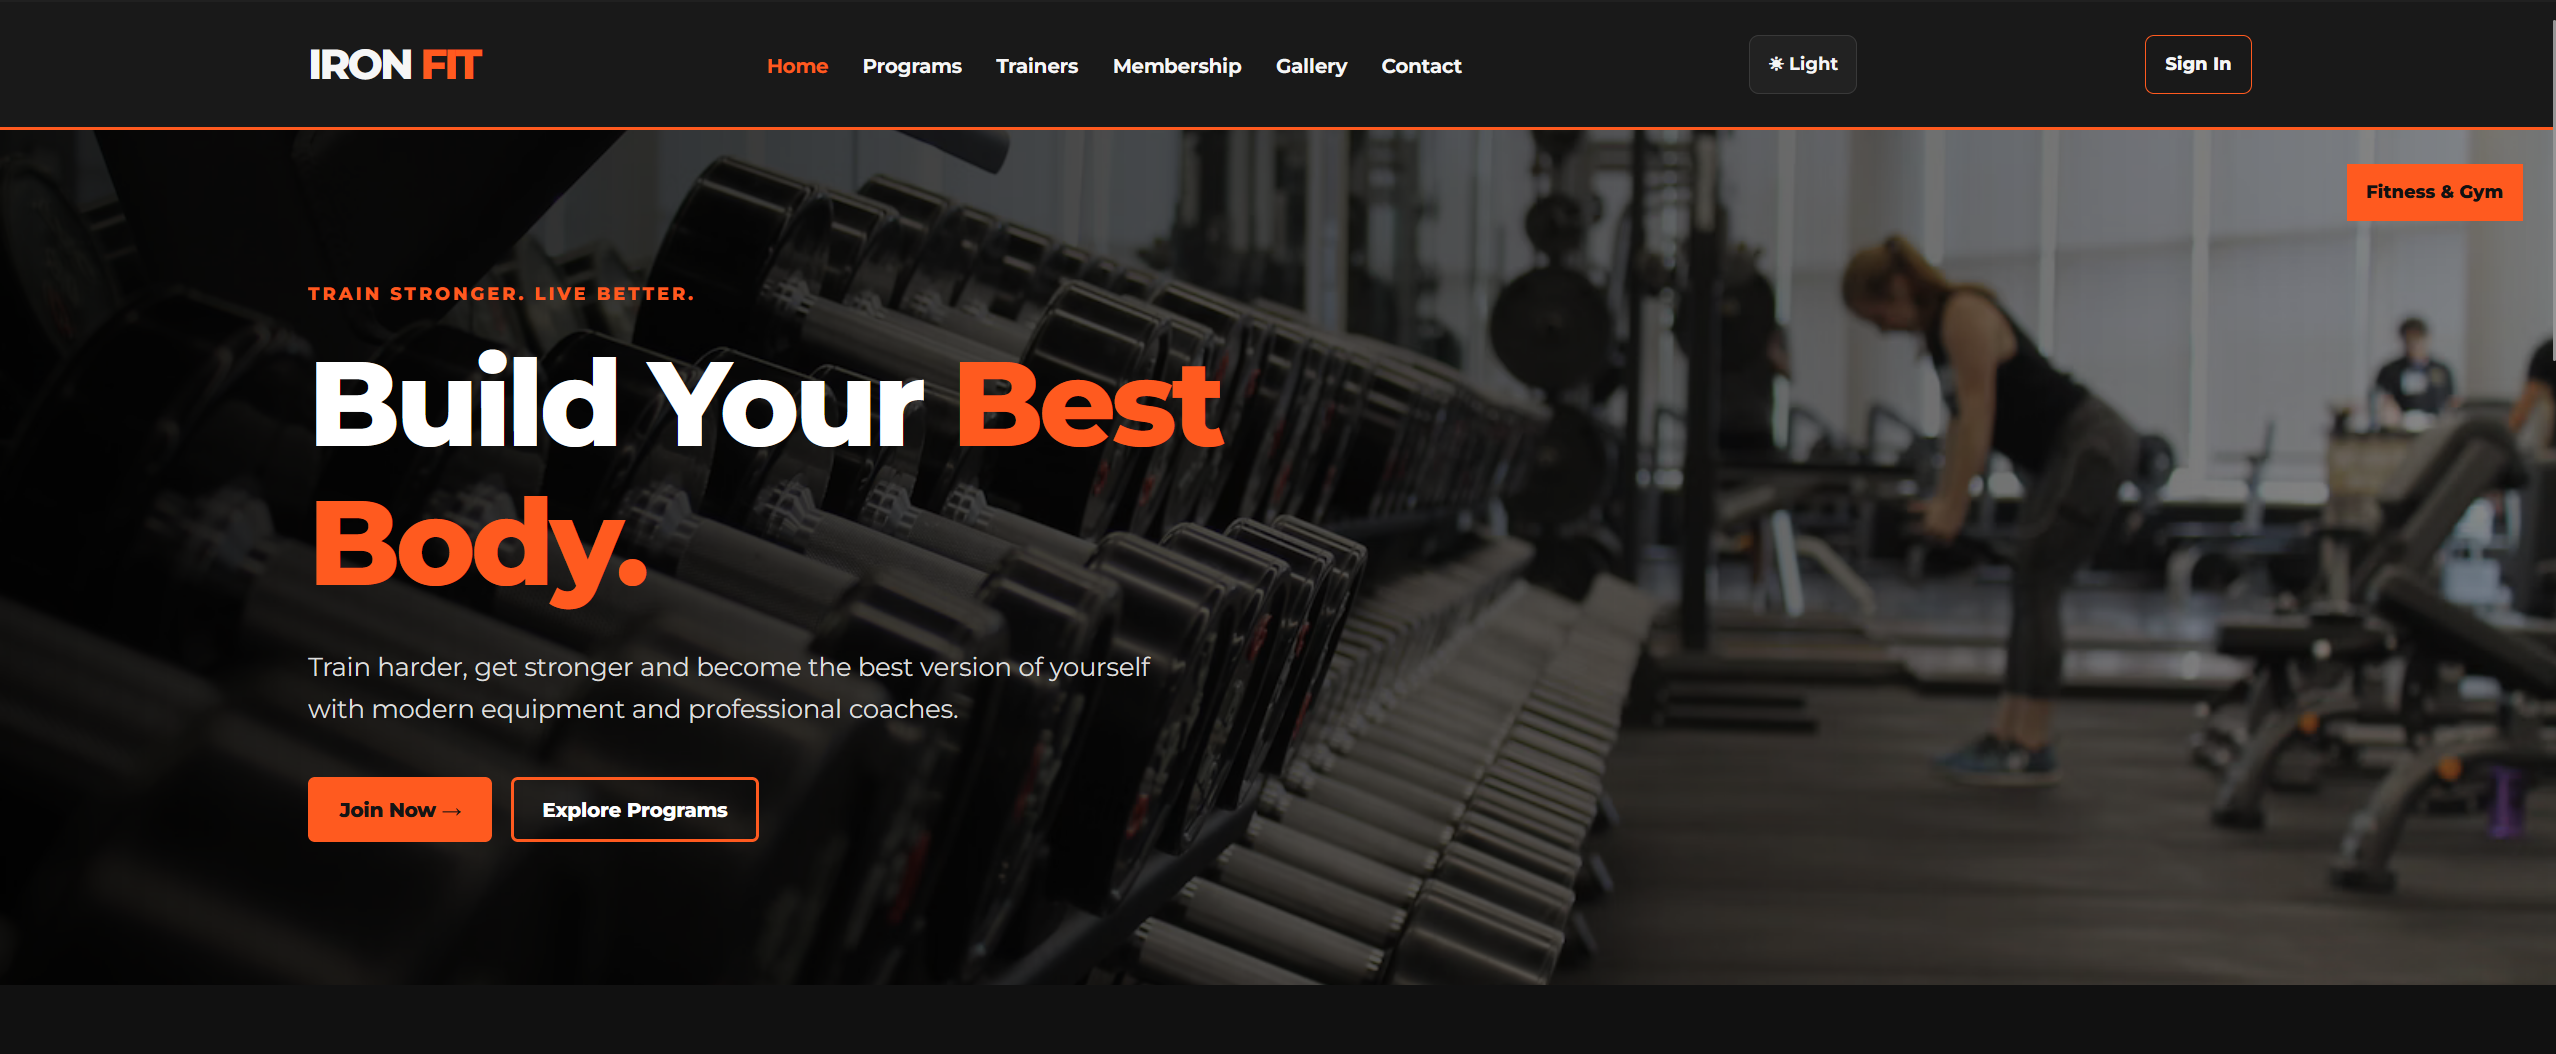 IRON FIT
Home Programs Trainers Membership Gallery Contact
☀ Light
Sign In
Fitness & Gym
TRAIN STRONGER. LIVE BETTER.
Build Your Best
Body.
Train harder, get stronger and become the best version of yourself
with modern equipment and professional coaches.
Join Now →
Explore Programs